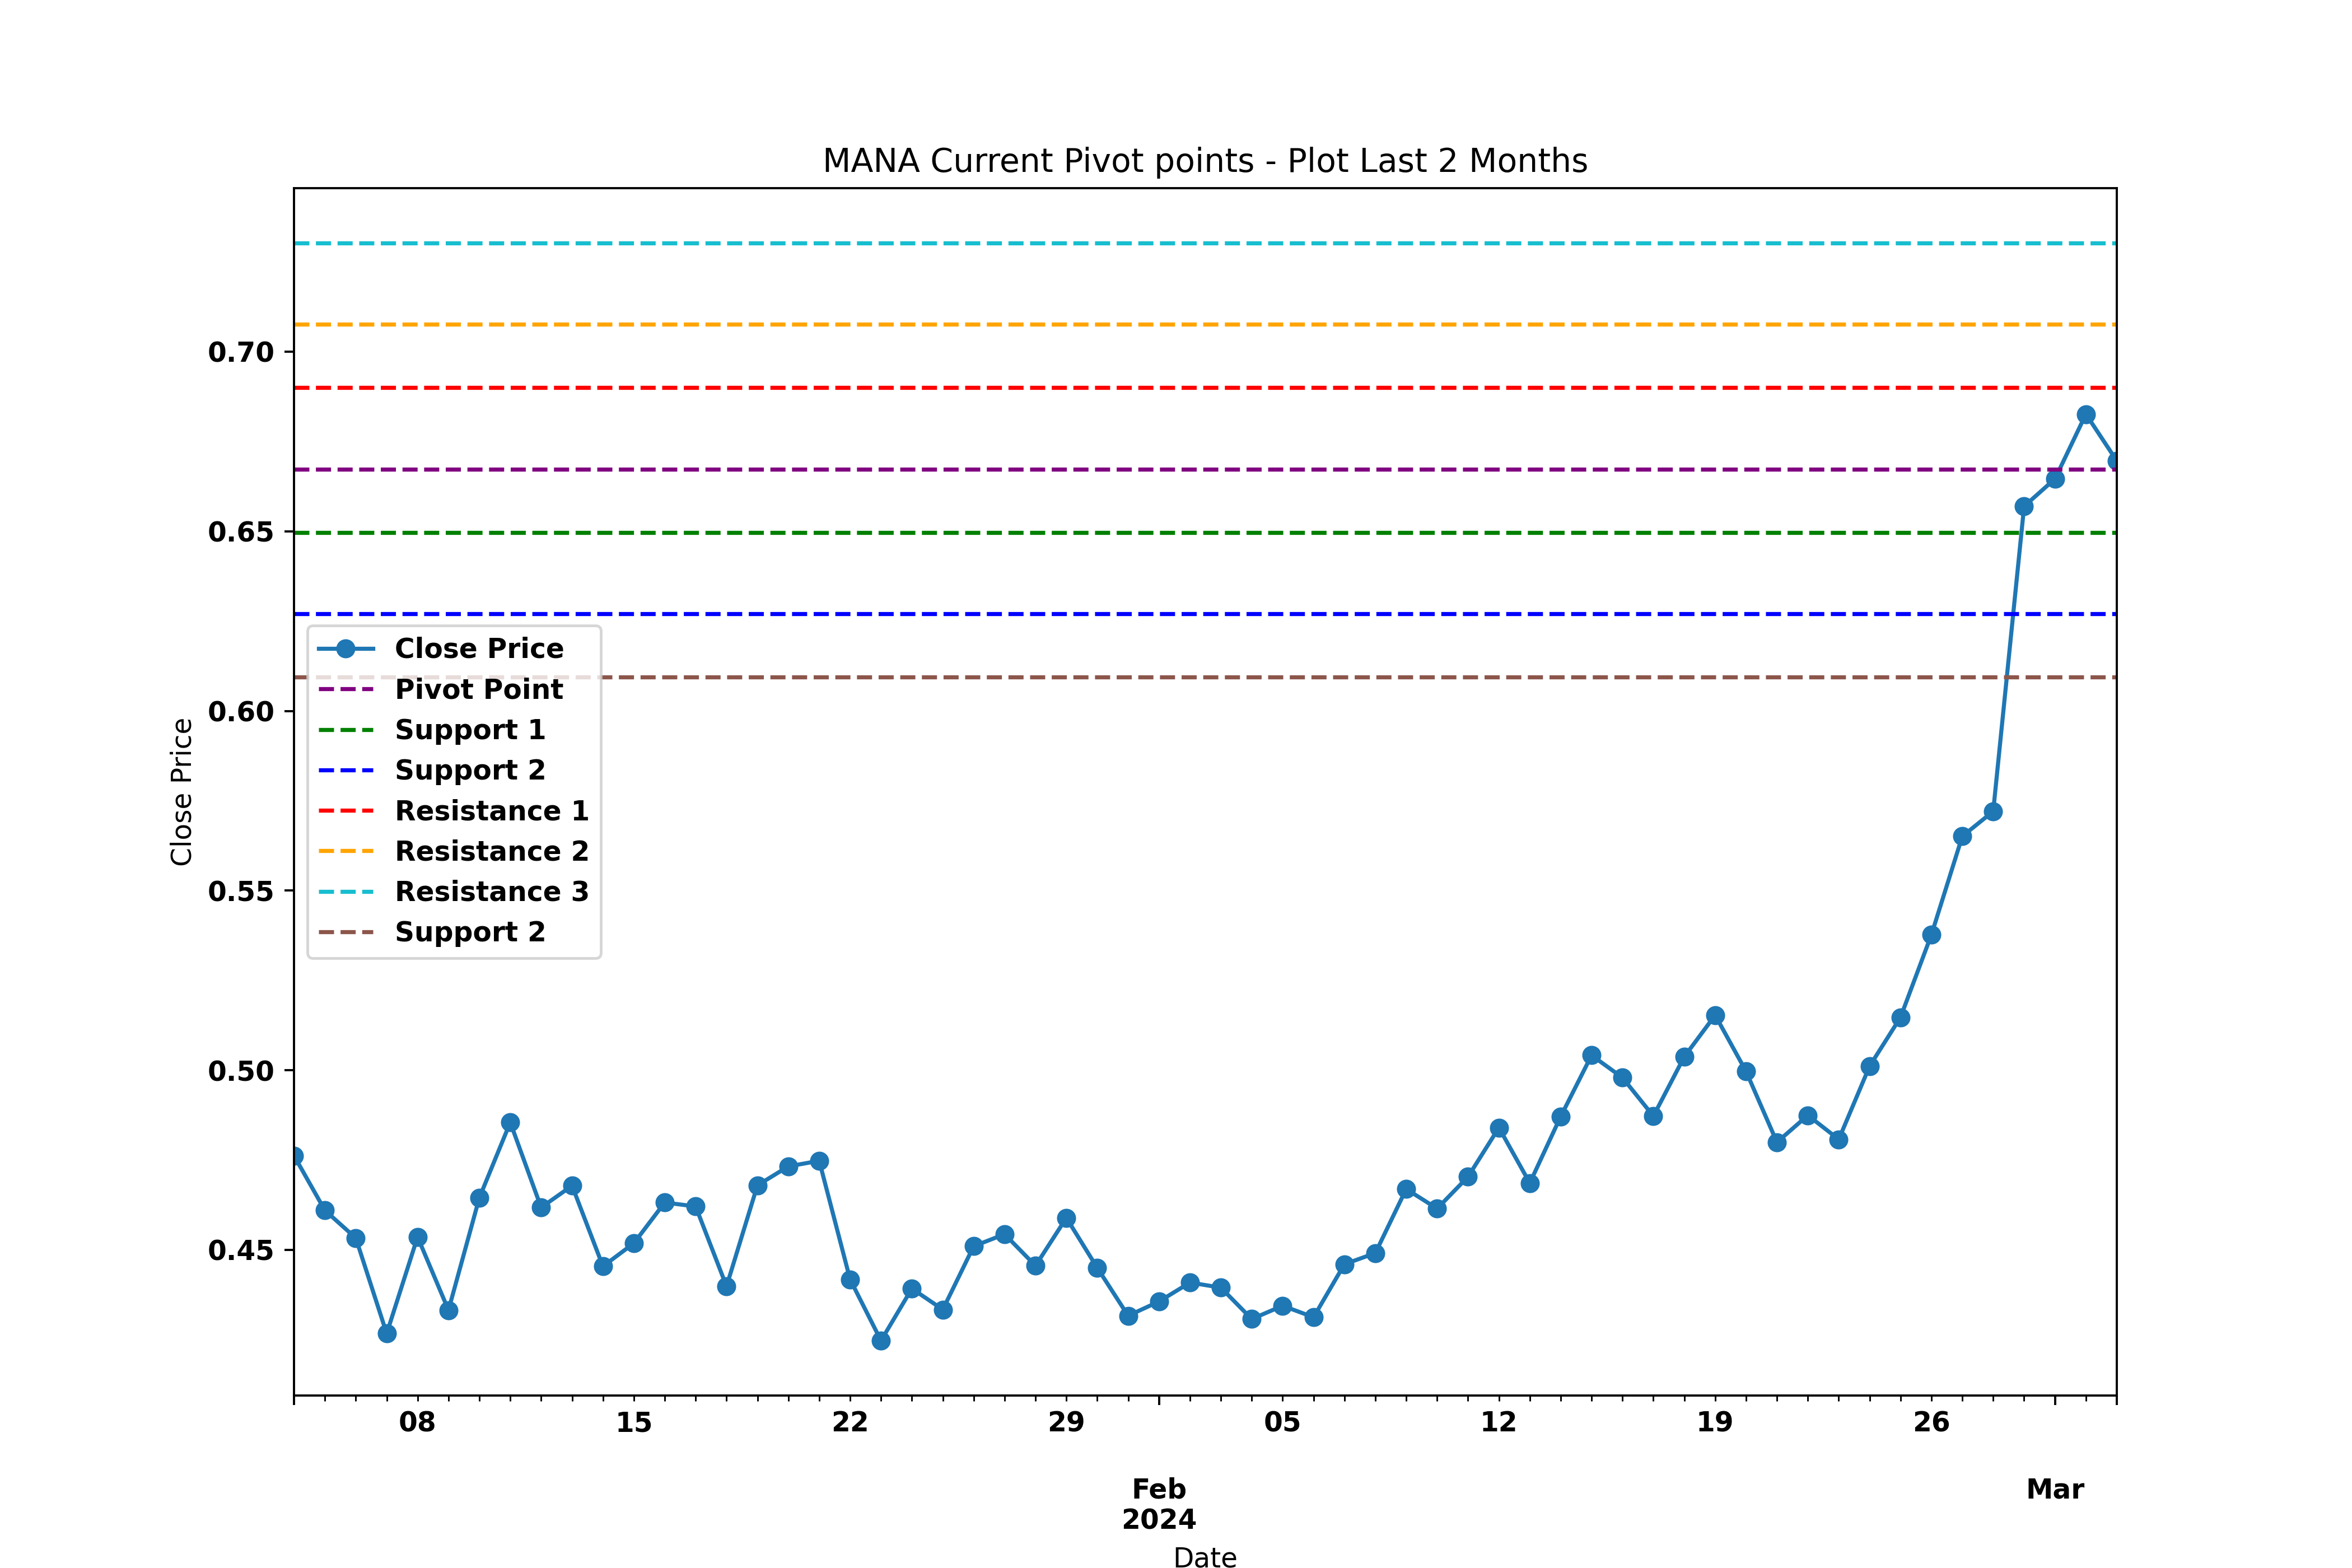 MANA Current Pivot points - Plot Last 2 Months
0.70
0.65
0.60
0.55
0.50
0.45
Close Price
Close Price
Pivot Point
Support 1
Support 2
Resistance 1
Resistance 2
Resistance 3
Support 2
08 15 22 29 05 12 19 26
Feb Mar
2024
Date